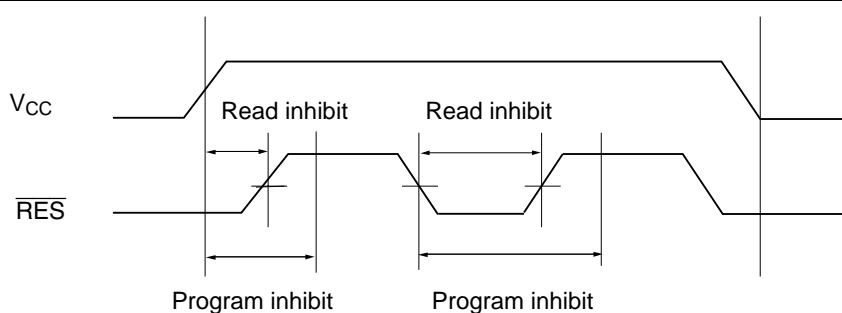 VCC
Read inhibit Read inhibit
RES
Program inhibit Program inhibit